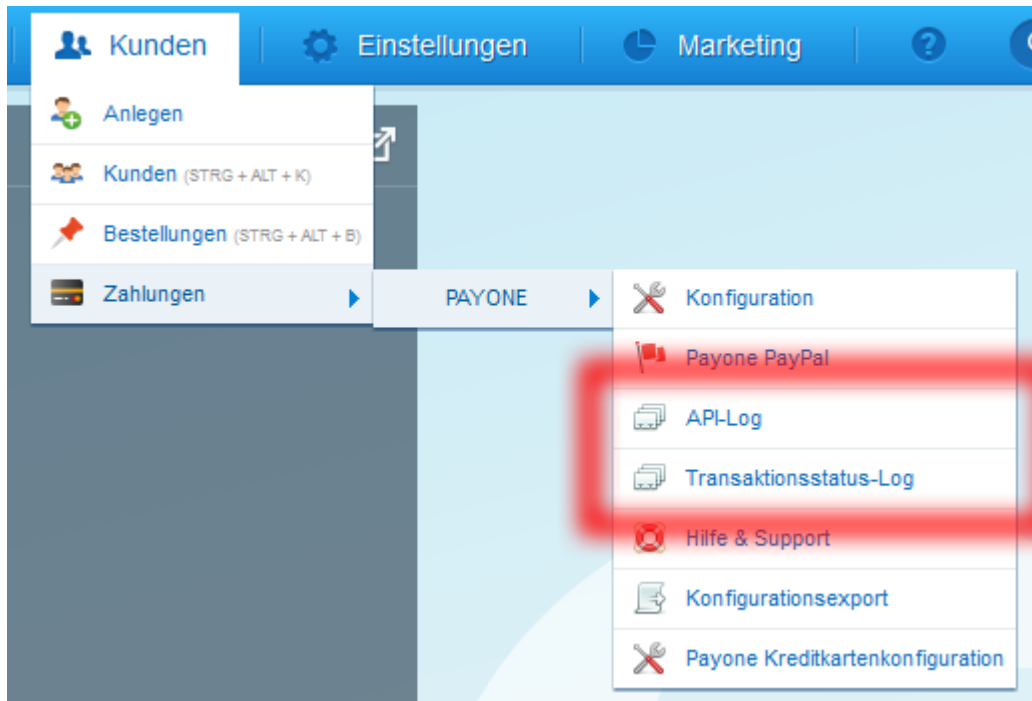 Kunden Einstellungen Marketing ?
Anlegen
Kunden (STRG + ALT + K)
Bestellungen (STRG + ALT + B)
Zahlungen
PAYONE
Konfiguration
Payone PayPal
API-Log
Transaktionsstatus-Log
Hilfe & Support
Konfigurationsexport
Payone Kreditkartenkonfiguration